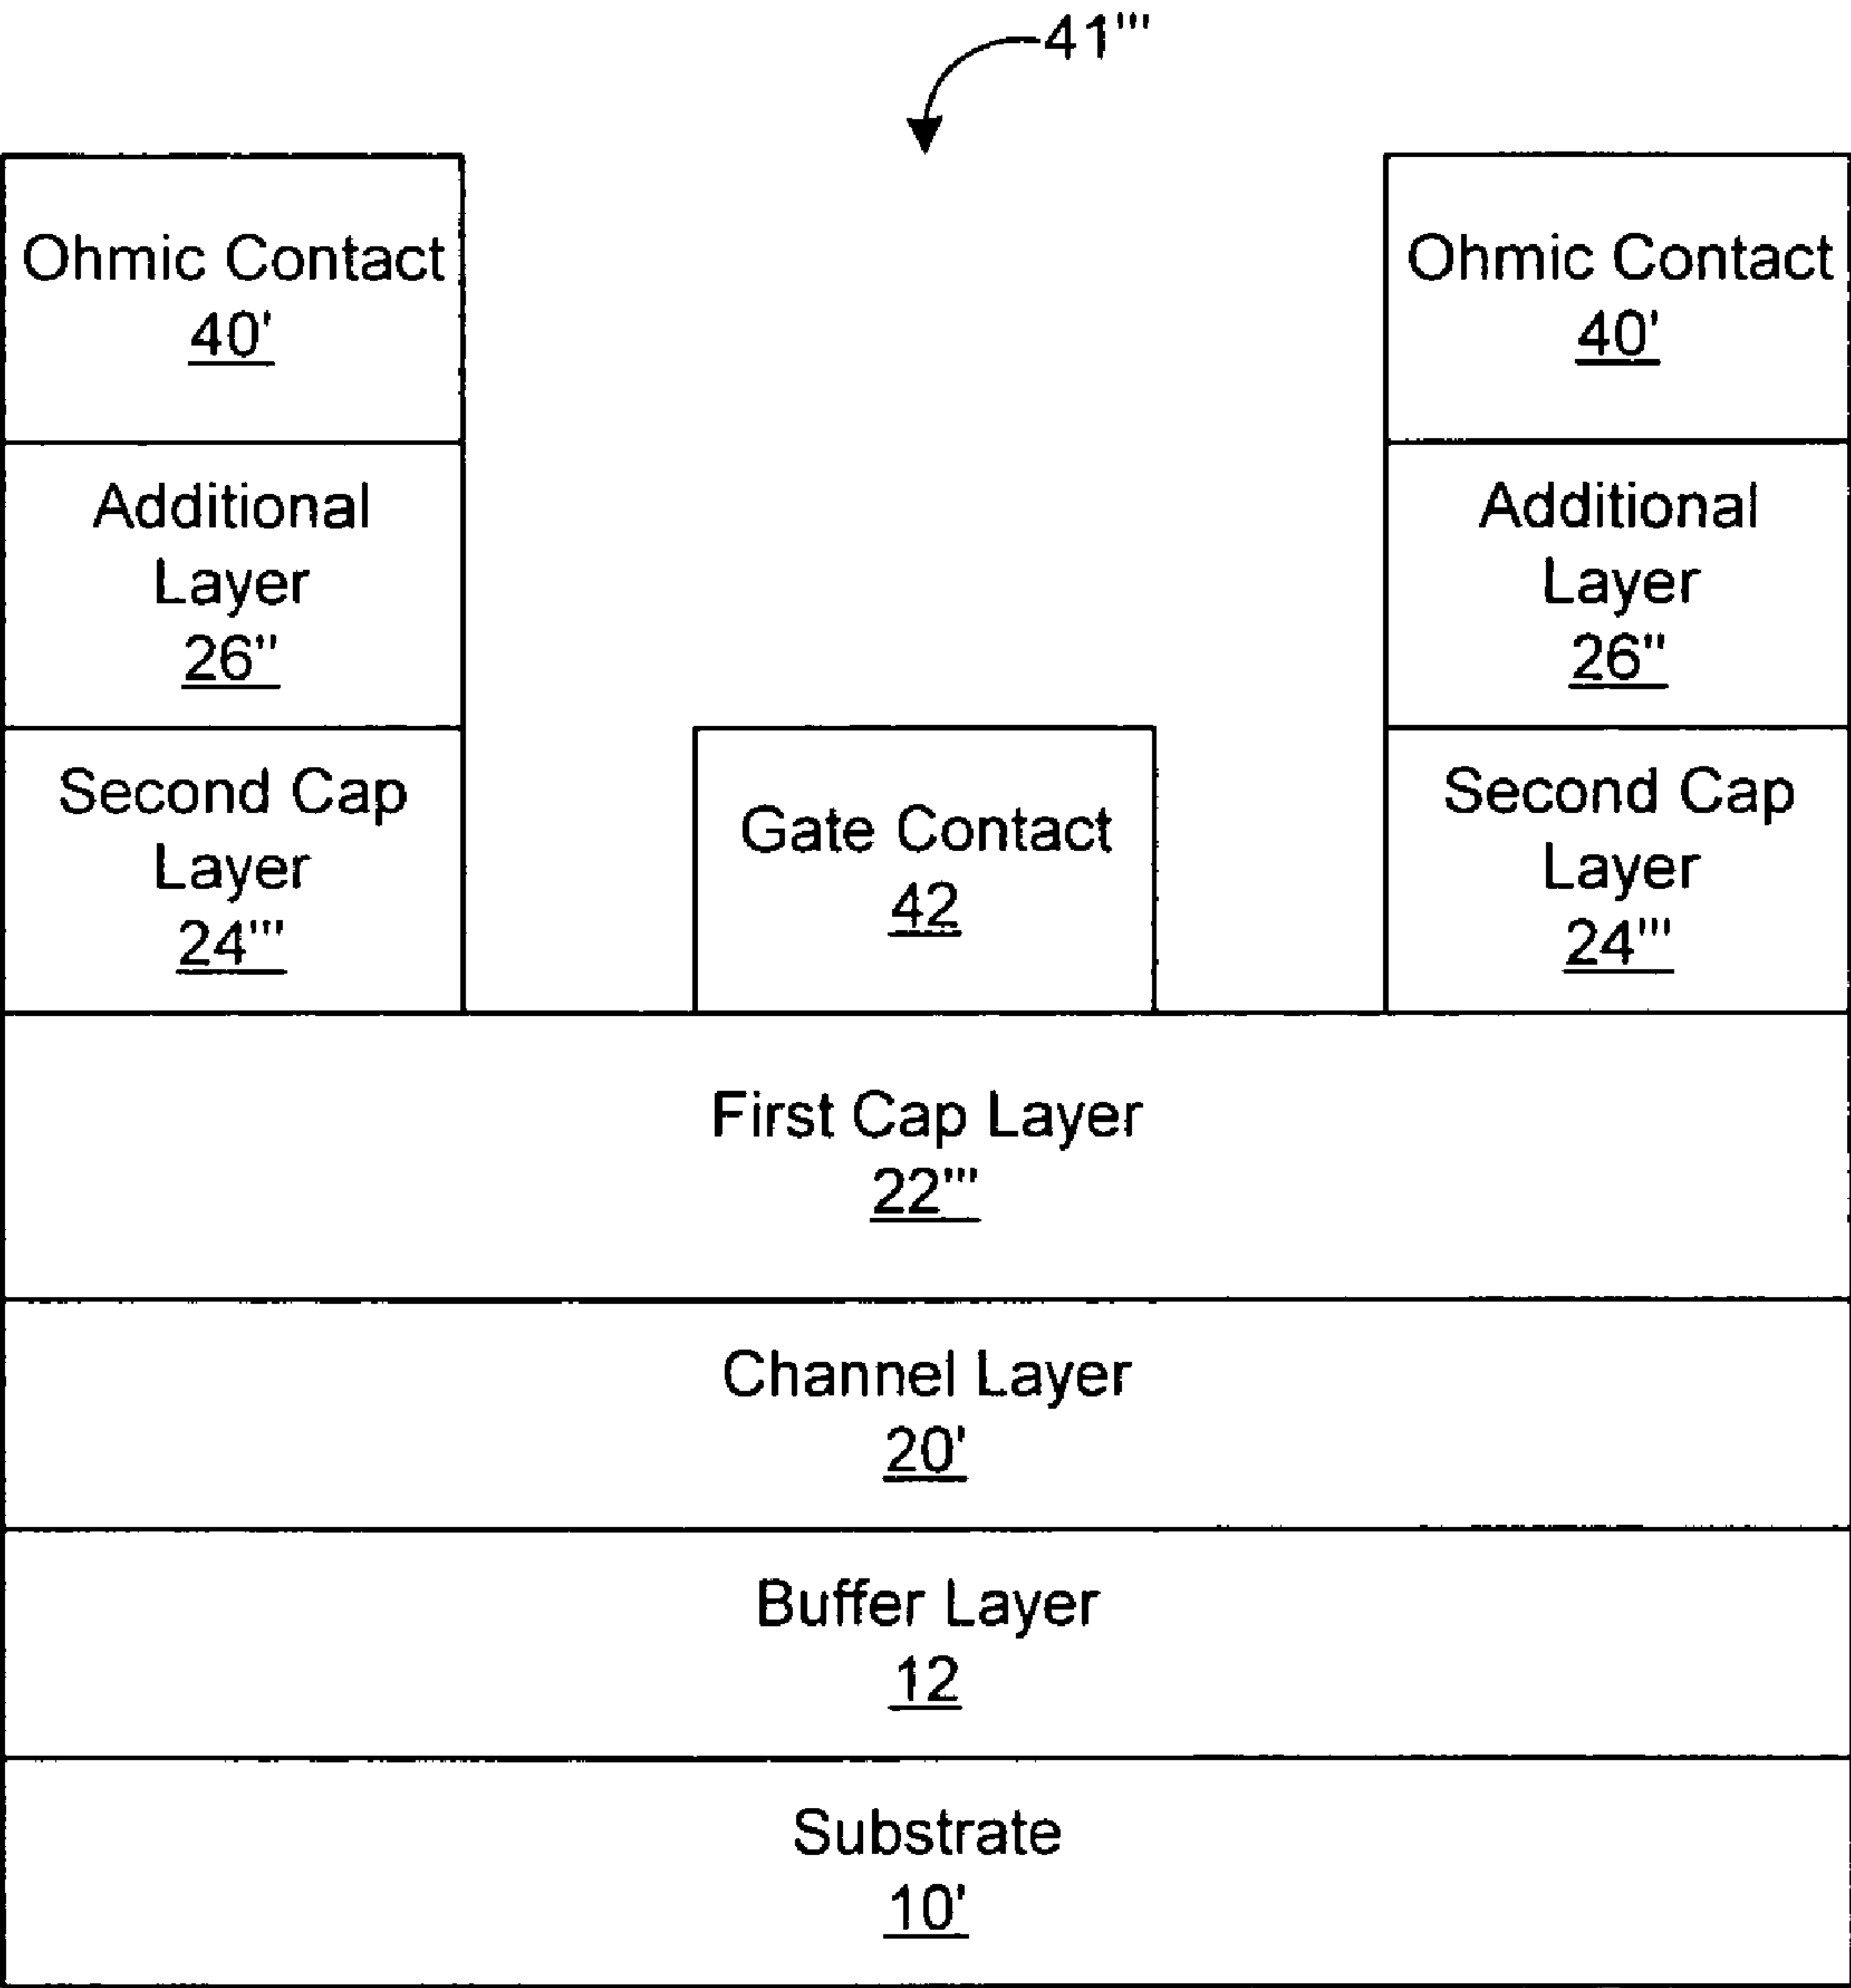 41'''
Ohmic Contact
40'
Ohmic Contact
40'
Additional
Layer
26"
Additional
Layer
26"
Second Cap
Layer
24'''
Gate Contact
42
Second Cap
Layer
24'''
First Cap Layer
22'''
Channel Layer
20'
Buffer Layer
12
Substrate
10'